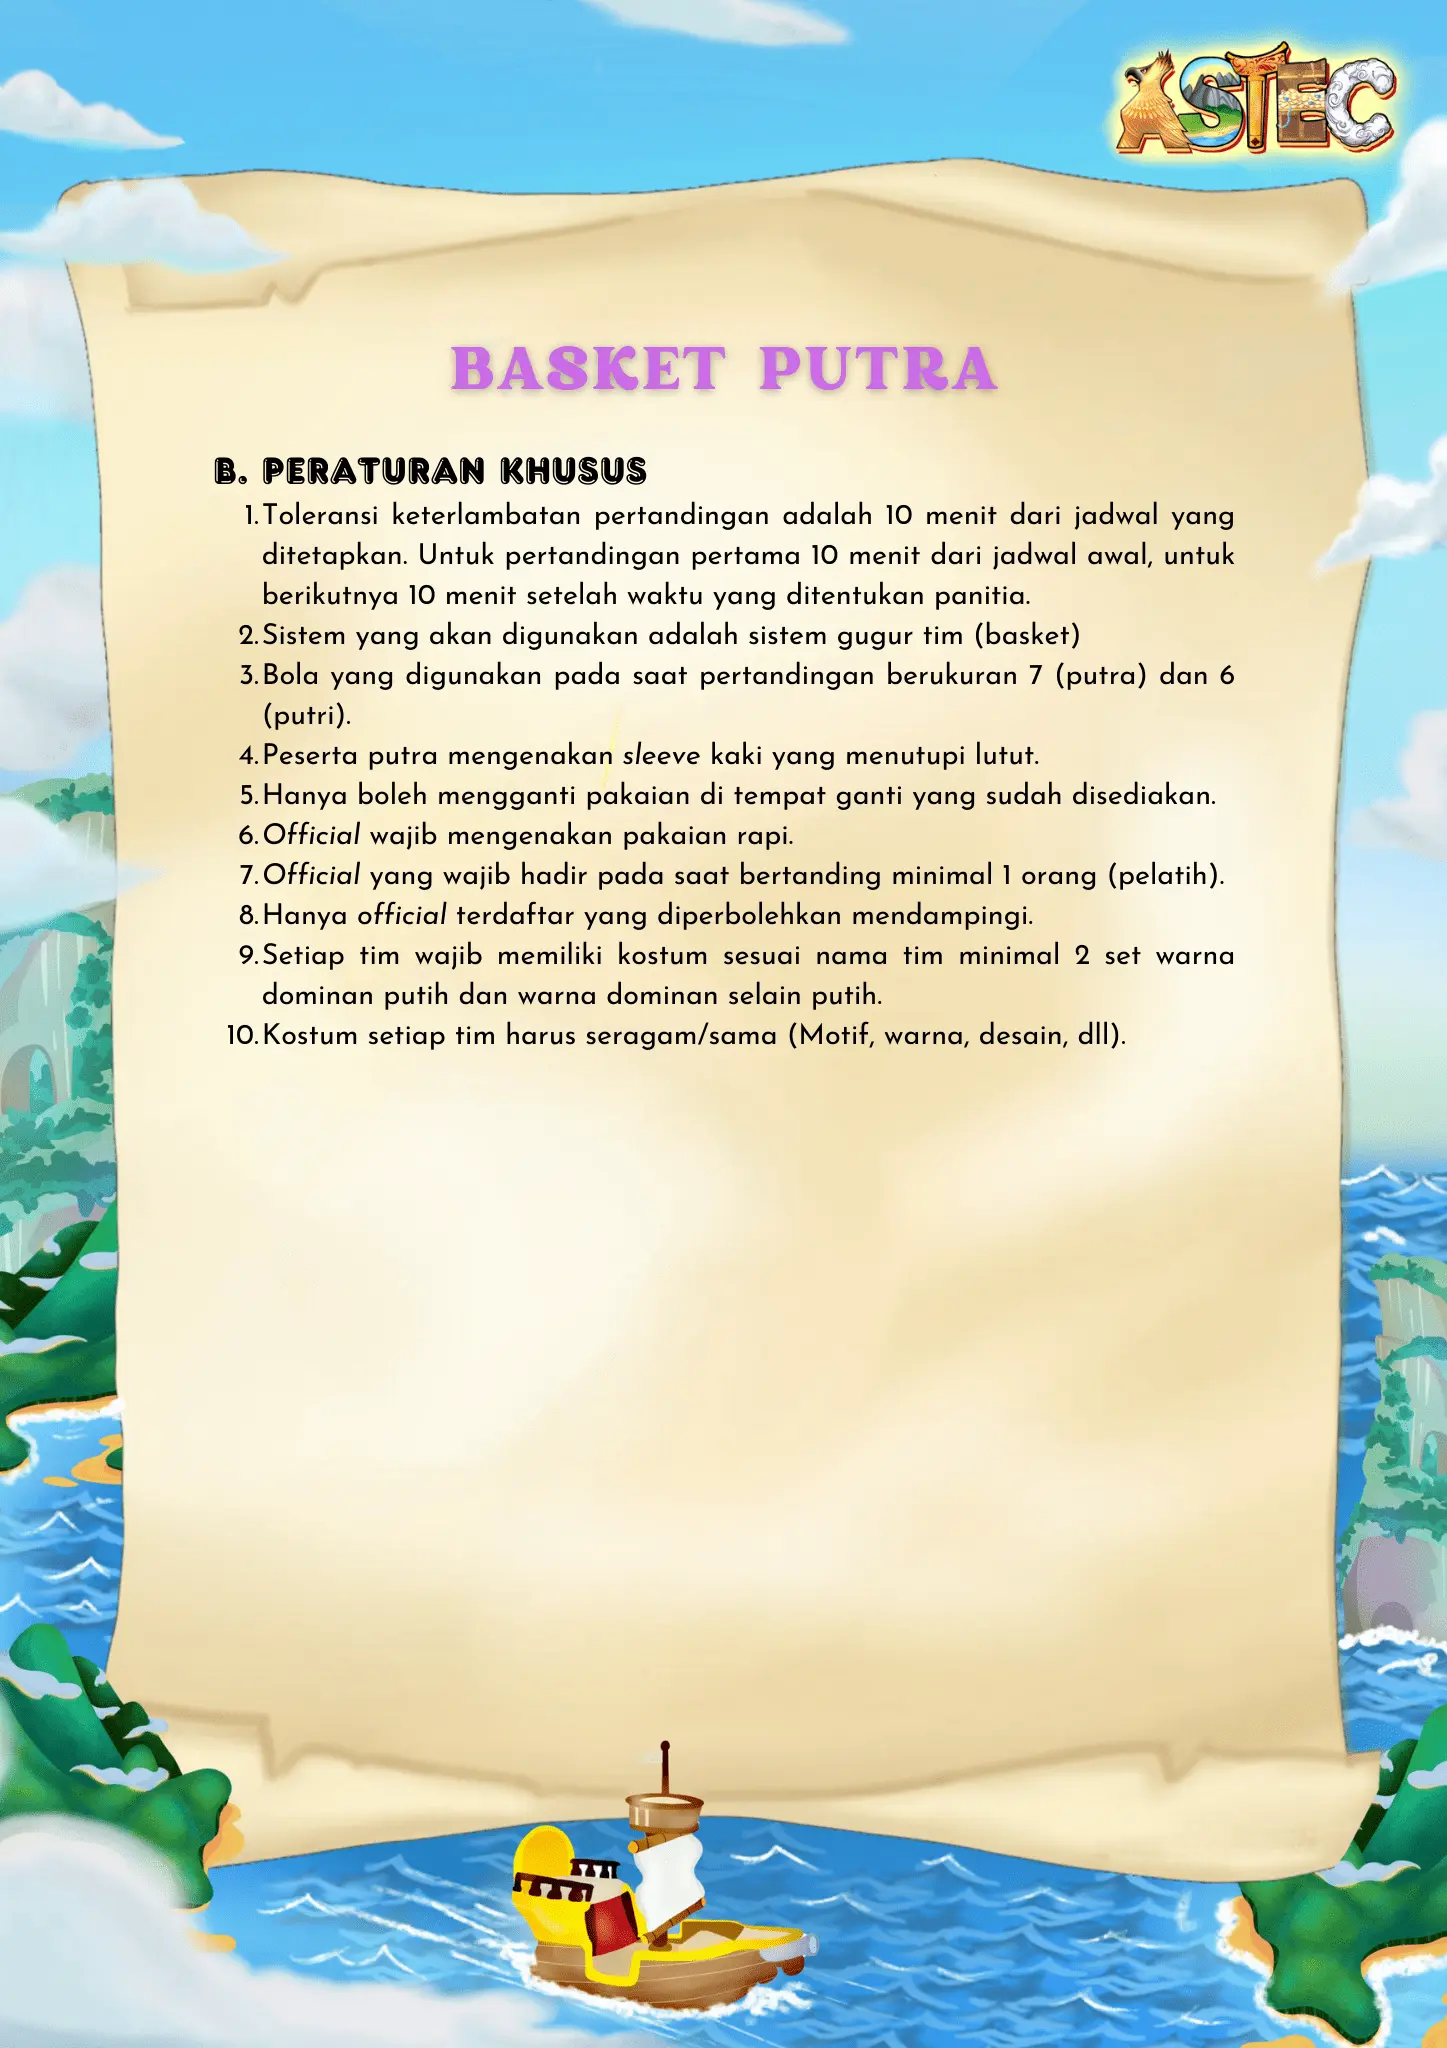 ASTEC
BASKET PUTRA
B. PERATURAN KHUSUS
1. Toleransi keterlambatan pertandingan adalah 10 menit dari jadwal yang
ditetapkan. Untuk pertandingan pertama 10 menit dari jadwal awal, untuk
berikutnya 10 menit setelah waktu yang ditentukan panitia.
2. Sistem yang akan digunakan adalah sistem gugur tim (basket)
3. Bola yang digunakan pada saat pertandingan berukuran 7 (putra) dan 6
(putri).
4. Peserta putra mengenakan sleeve kaki yang menutupi lutut.
5. Hanya boleh mengganti pakaian di tempat ganti yang sudah disediakan.
6. Official wajib mengenakan pakaian rapi.
7. Official yang wajib hadir pada saat bertanding minimal 1 orang (pelatih).
8. Hanya official terdaftar yang diperbolehkan mendampingi.
9. Setiap tim wajib memiliki kostum sesuai nama tim minimal 2 set warna
dominan putih dan warna dominan selain putih.
10. Kostum setiap tim harus seragam/sama (Motif, warna, desain, dll).